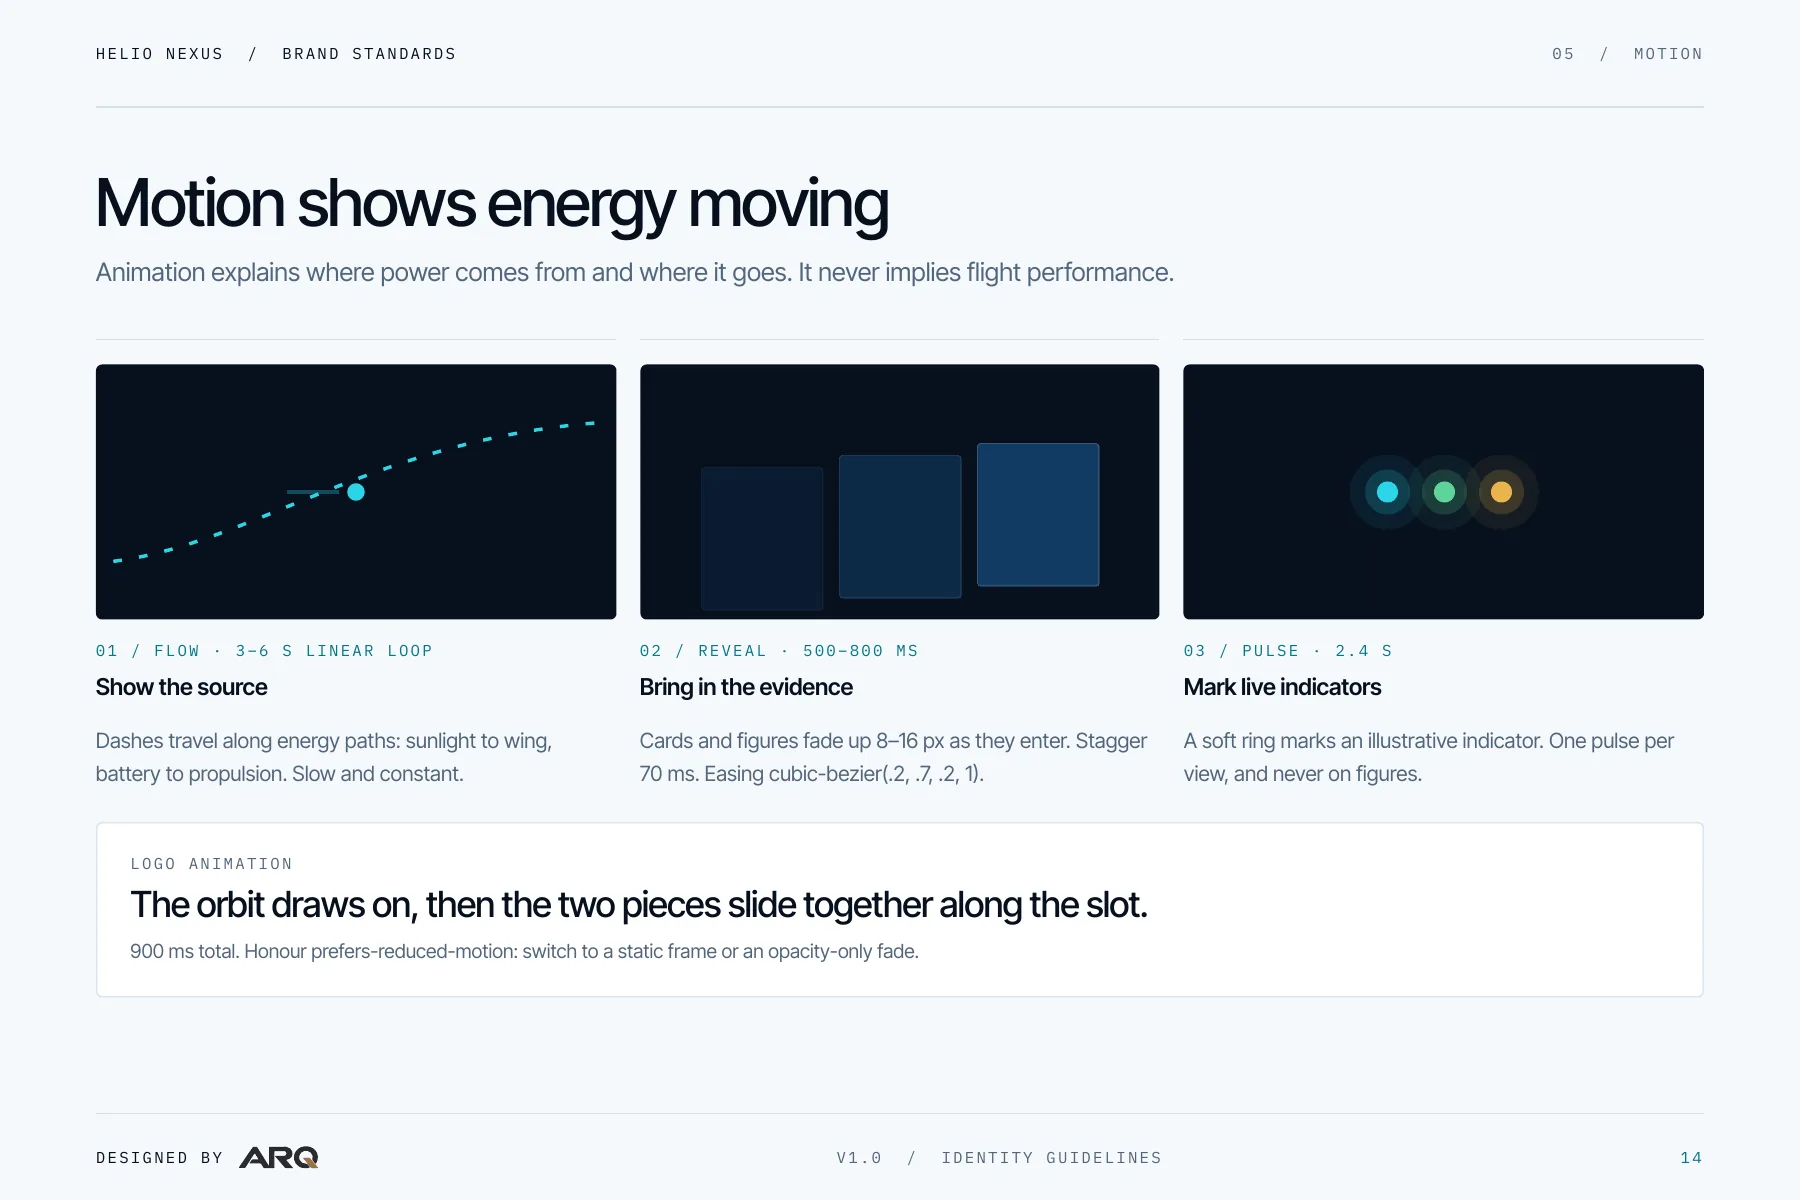 HELIO NEXUS / BRAND STANDARDS
05 / MOTION
Motion shows energy moving
Animation explains where power comes from and where it goes. It never implies flight performance.
01 / FLOW · 3–6 S LINEAR LOOP
Show the source
Dashes travel along energy paths: sunlight to wing,
battery to propulsion. Slow and constant.
02 / REVEAL · 500–800 MS
Bring in the evidence
Cards and figures fade up 8–16 px as they enter. Stagger
70 ms. Easing cubic-bezier(.2, .7, .2, 1).
03 / PULSE · 2.4 S
Mark live indicators
A soft ring marks an illustrative indicator. One pulse per
view, and never on figures.
LOGO ANIMATION
The orbit draws on, then the two pieces slide together along the slot.
900 ms total. Honour prefers-reduced-motion: switch to a static frame or an opacity-only fade.
DESIGNED BY ARQ
V1.0 / IDENTITY GUIDELINES
14